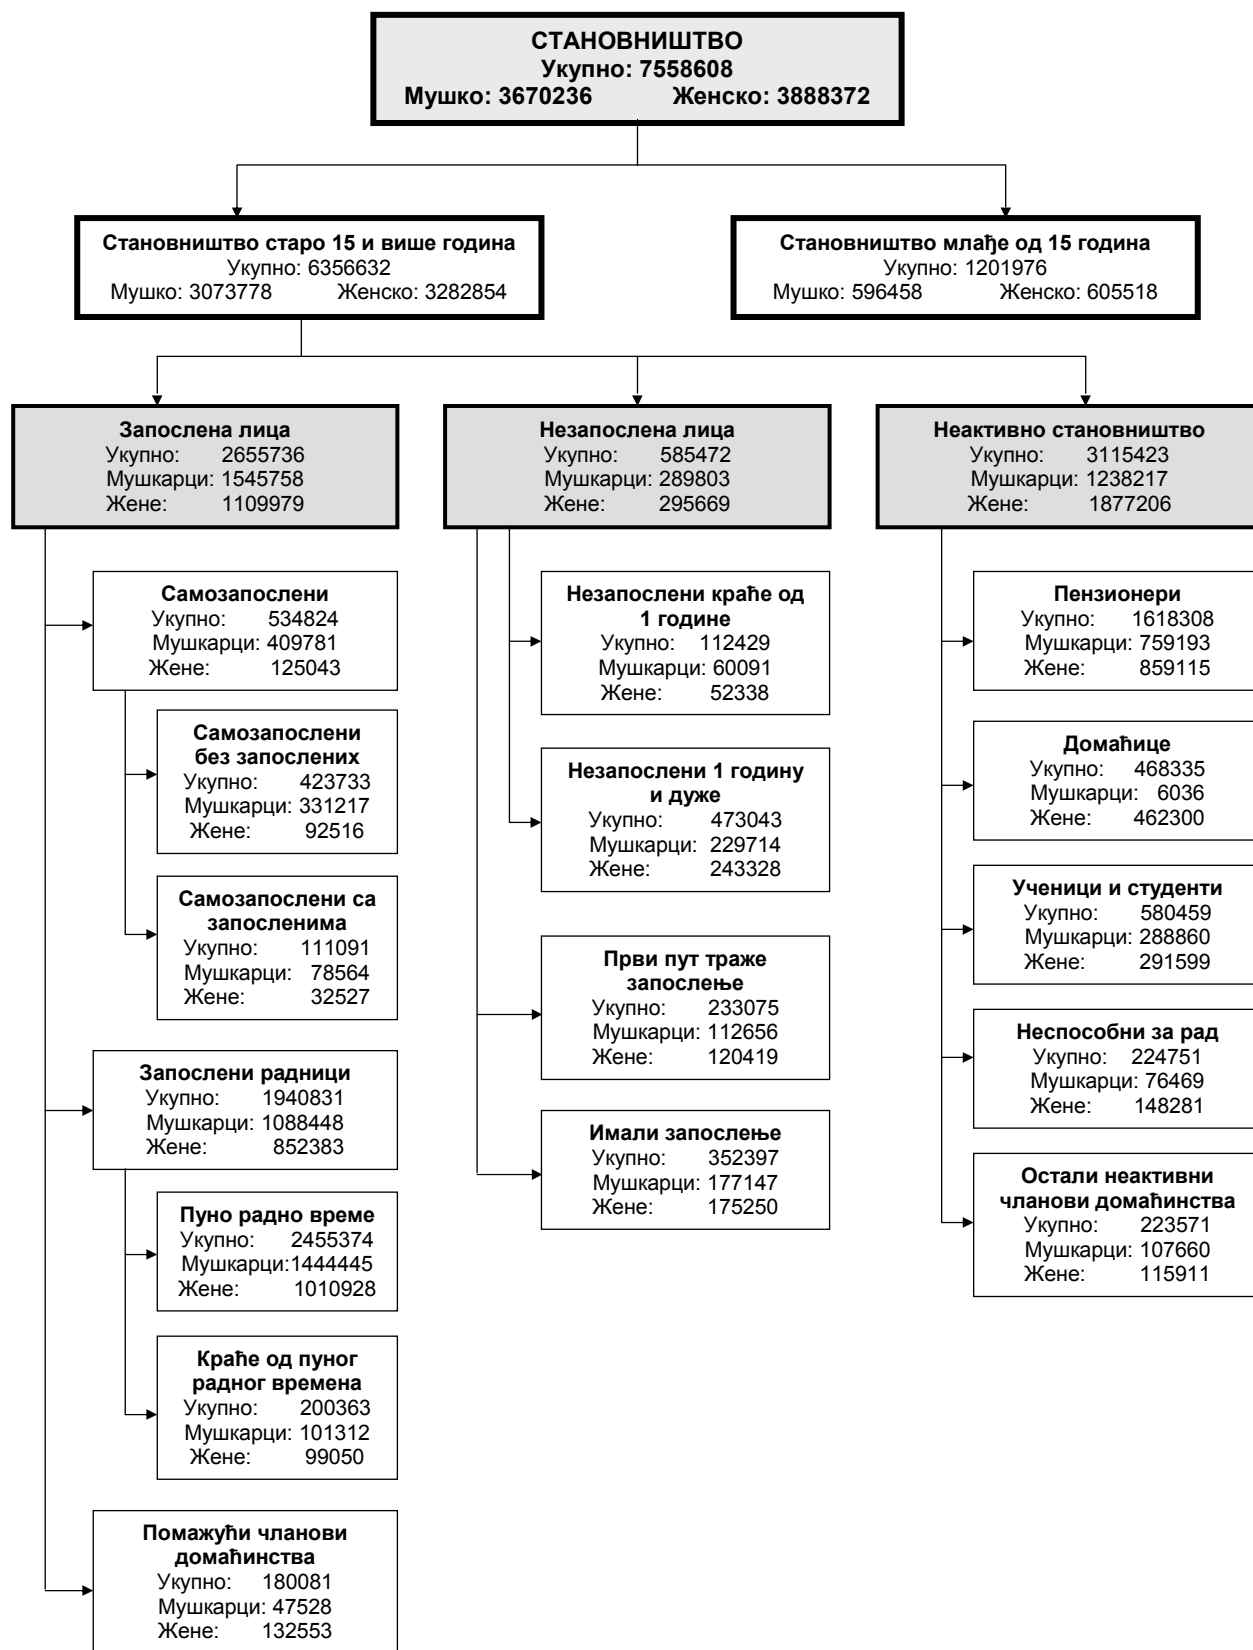 СТАНОВНИШТВО
Укупно: 7558608
Мушко: 3670236 Женско: 3888372
Становништво старо 15 и више година
Укупно: 6356632
Мушко: 3073778 Женско: 3282854
Становништво млађе од 15 година
Укупно: 1201976
Мушко: 596458 Женско: 605518
Запослена лица
Укупно: 2655736
Мушкарци: 1545758
Жене: 1109979
Самозапослени
Укупно: 534824
Мушкарци: 409781
Жене: 125043
Самозапослени
без запослених
Укупно: 423733
Мушкарци: 331217
Жене: 92516
Самозапослени са
запосленима
Укупно: 111091
Мушкарци: 78564
Жене: 32527
Запослени радници
Укупно: 1940831
Мушкарци: 1088448
Жене: 852383
Пуно радно време
Укупно: 2455374
Мушкарци:1444445
Жене: 1010928
Краће од пуног
радног времена
Укупно: 200363
Мушкарци: 101312
Жене: 99050
Помажући чланови
домаћинства
Укупно: 180081
Мушкарци: 47528
Жене: 132553
Незапослена лица
Укупно: 585472
Мушкарци: 289803
Жене: 295669
Незапослени краће од
1 године
Укупно: 112429
Мушкарци: 60091
Жене: 52338
Незапослени 1 годину
и дуже
Укупно: 473043
Мушкарци: 229714
Жене: 243328
Први пут траже
запослење
Укупно: 233075
Мушкарци: 112656
Жене: 120419
Имали запослење
Укупно: 352397
Мушкарци: 177147
Жене: 175250
Неактивно становништво
Укупно: 3115423
Мушкарци: 1238217
Жене: 1877206
Пензионери
Укупно: 1618308
Мушкарци: 759193
Жене: 859115
Домаћице
Укупно: 468335
Мушкарци: 6036
Жене: 462300
Ученици и студенти
Укупно: 580459
Мушкарци: 288860
Жене: 291599
Неспособни за рад
Укупно: 224751
Мушкарци: 76469
Жене: 148281
Остали неактивни
чланови домаћинства
Укупно: 223571
Мушкарци: 107660
Жене: 115911